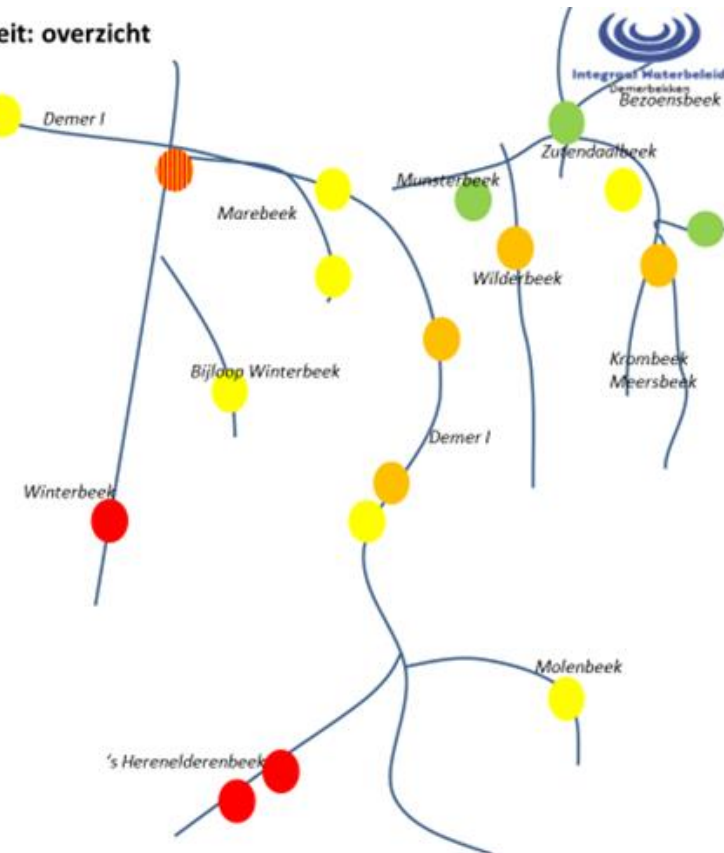 eit: overzicht
Integraal Waterbeleid
Demerbekken
Bezoensbeek
Demer I
Zutendaalbeek
Munsterbeek
Marebeek
Wilderbeek
Krombeek
Meersbeek
Bijloop Winterbeek
Demer I
Winterbeek
Molenbeek
's Herenelderenbeek